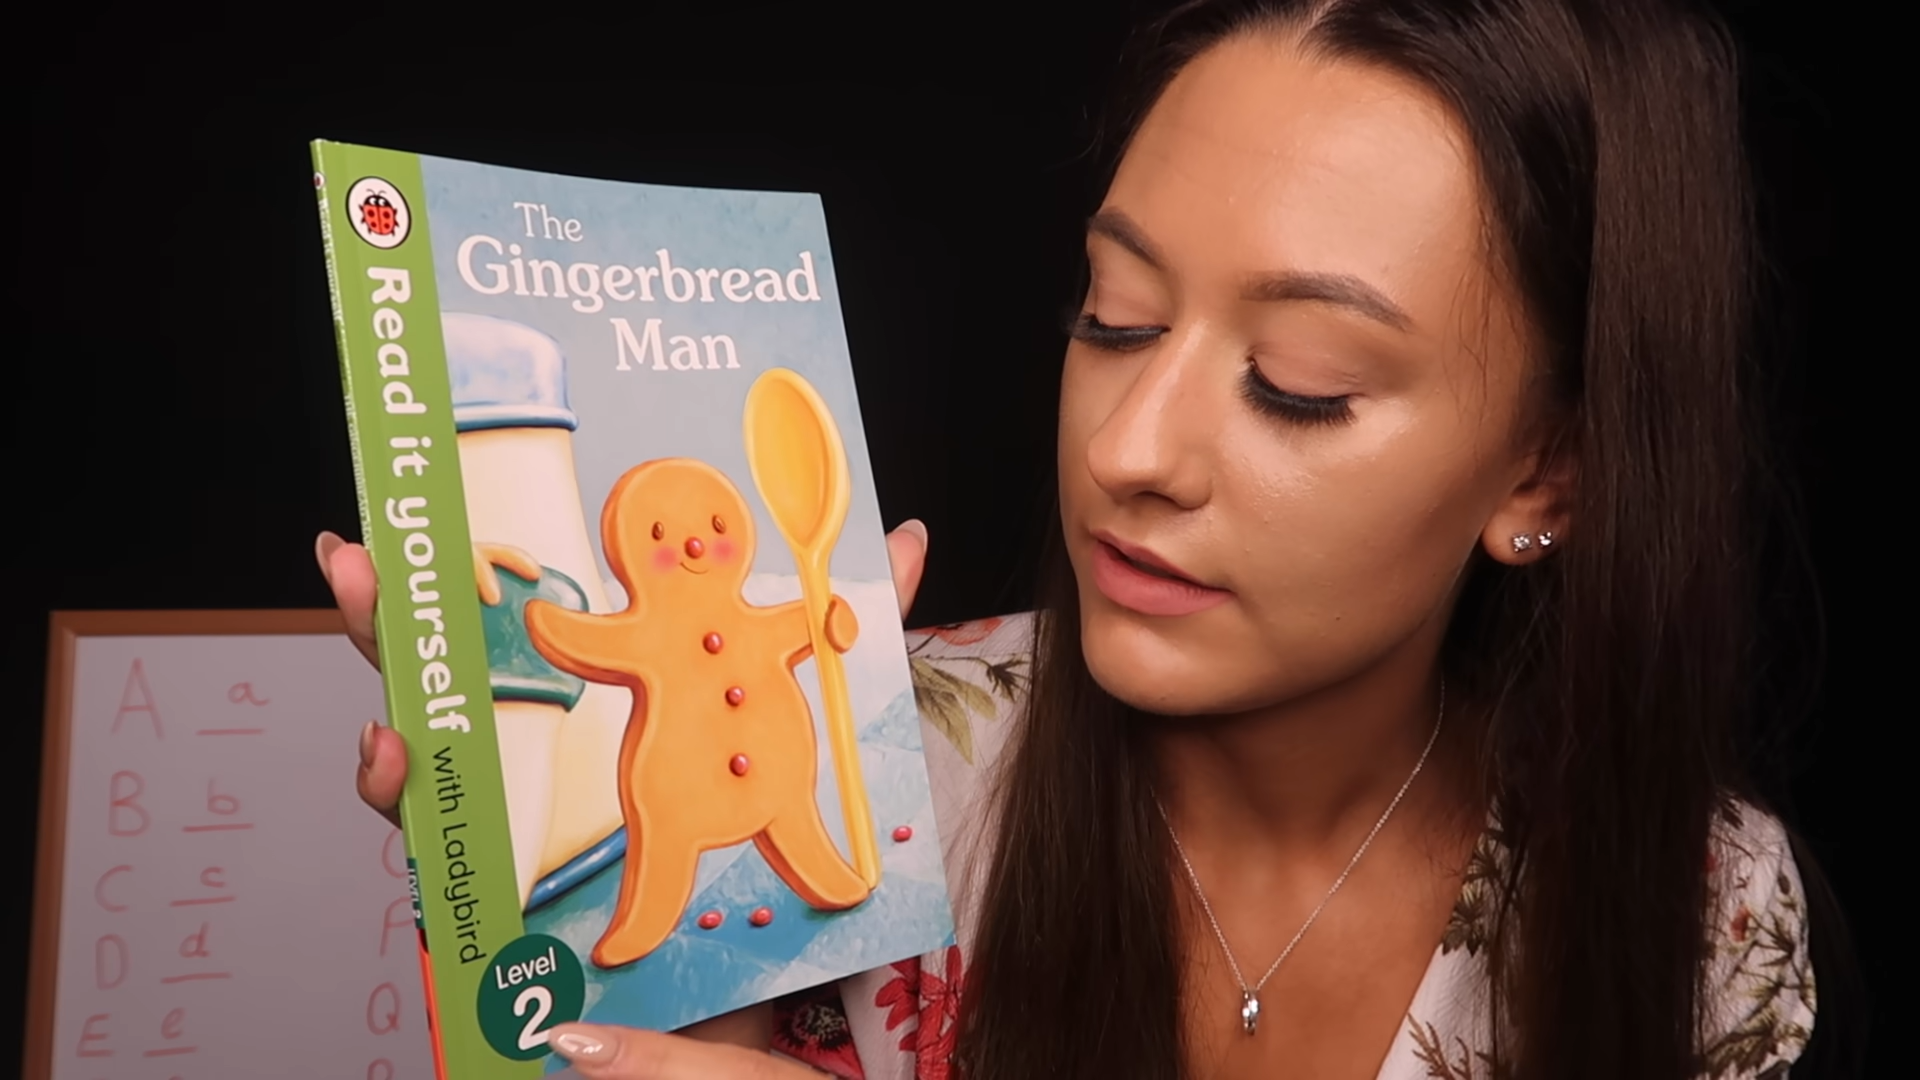 The
Gingerbread
Man
Read it yourself with Ladybird
Level
2
A a
B b
C c
D d
E e
P
Q